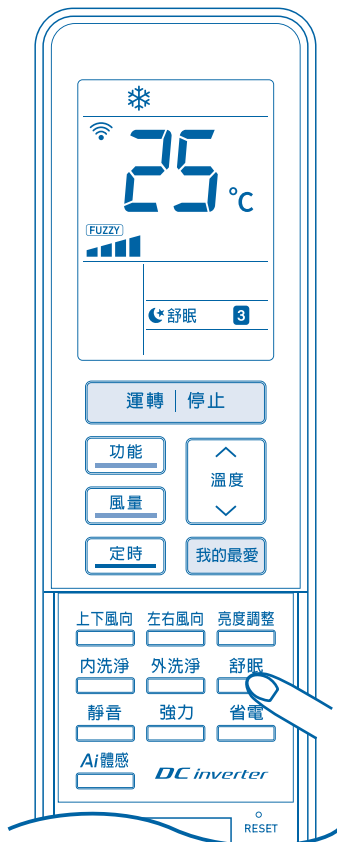 25°C
FUZZY
舒眠 3
運轉 | 停止
功能
溫度
風量
定時 我的最愛
上下風向 左右風向 亮度調整
內洗淨 外洗淨 舒眠
靜音 強力 省電
Ai體感
DC inverter
RESET